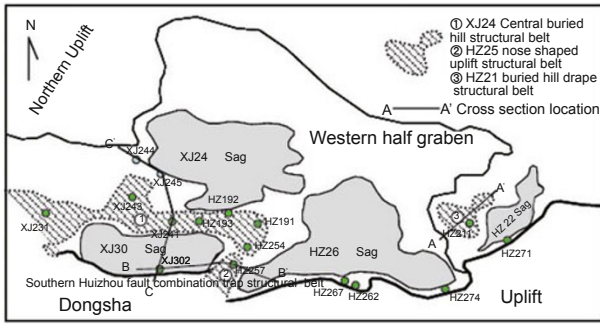 N
Northern Uplift
① XJ24 Central buried
hill structural belt
② HZ25 nose shaped
uplift structural belt
③ HZ21 buried hill drape
structural belt
A A' Cross section location
Western half graben
C' XJ244
XJ24 Sag
XJ245
HZ192
A'
XJ243
XJ231
1
XJ241
HZ193
HZ191
3
HZ211
HZ 22 Sag
XJ30 Sag
HZ254
HZ26 Sag
A
HZ271
XJ302
B
HZ257
2
B'
Southern Huizhou fault combination trap structural belt
C
HZ267
HZ262
HZ274
Dongsha
Uplift